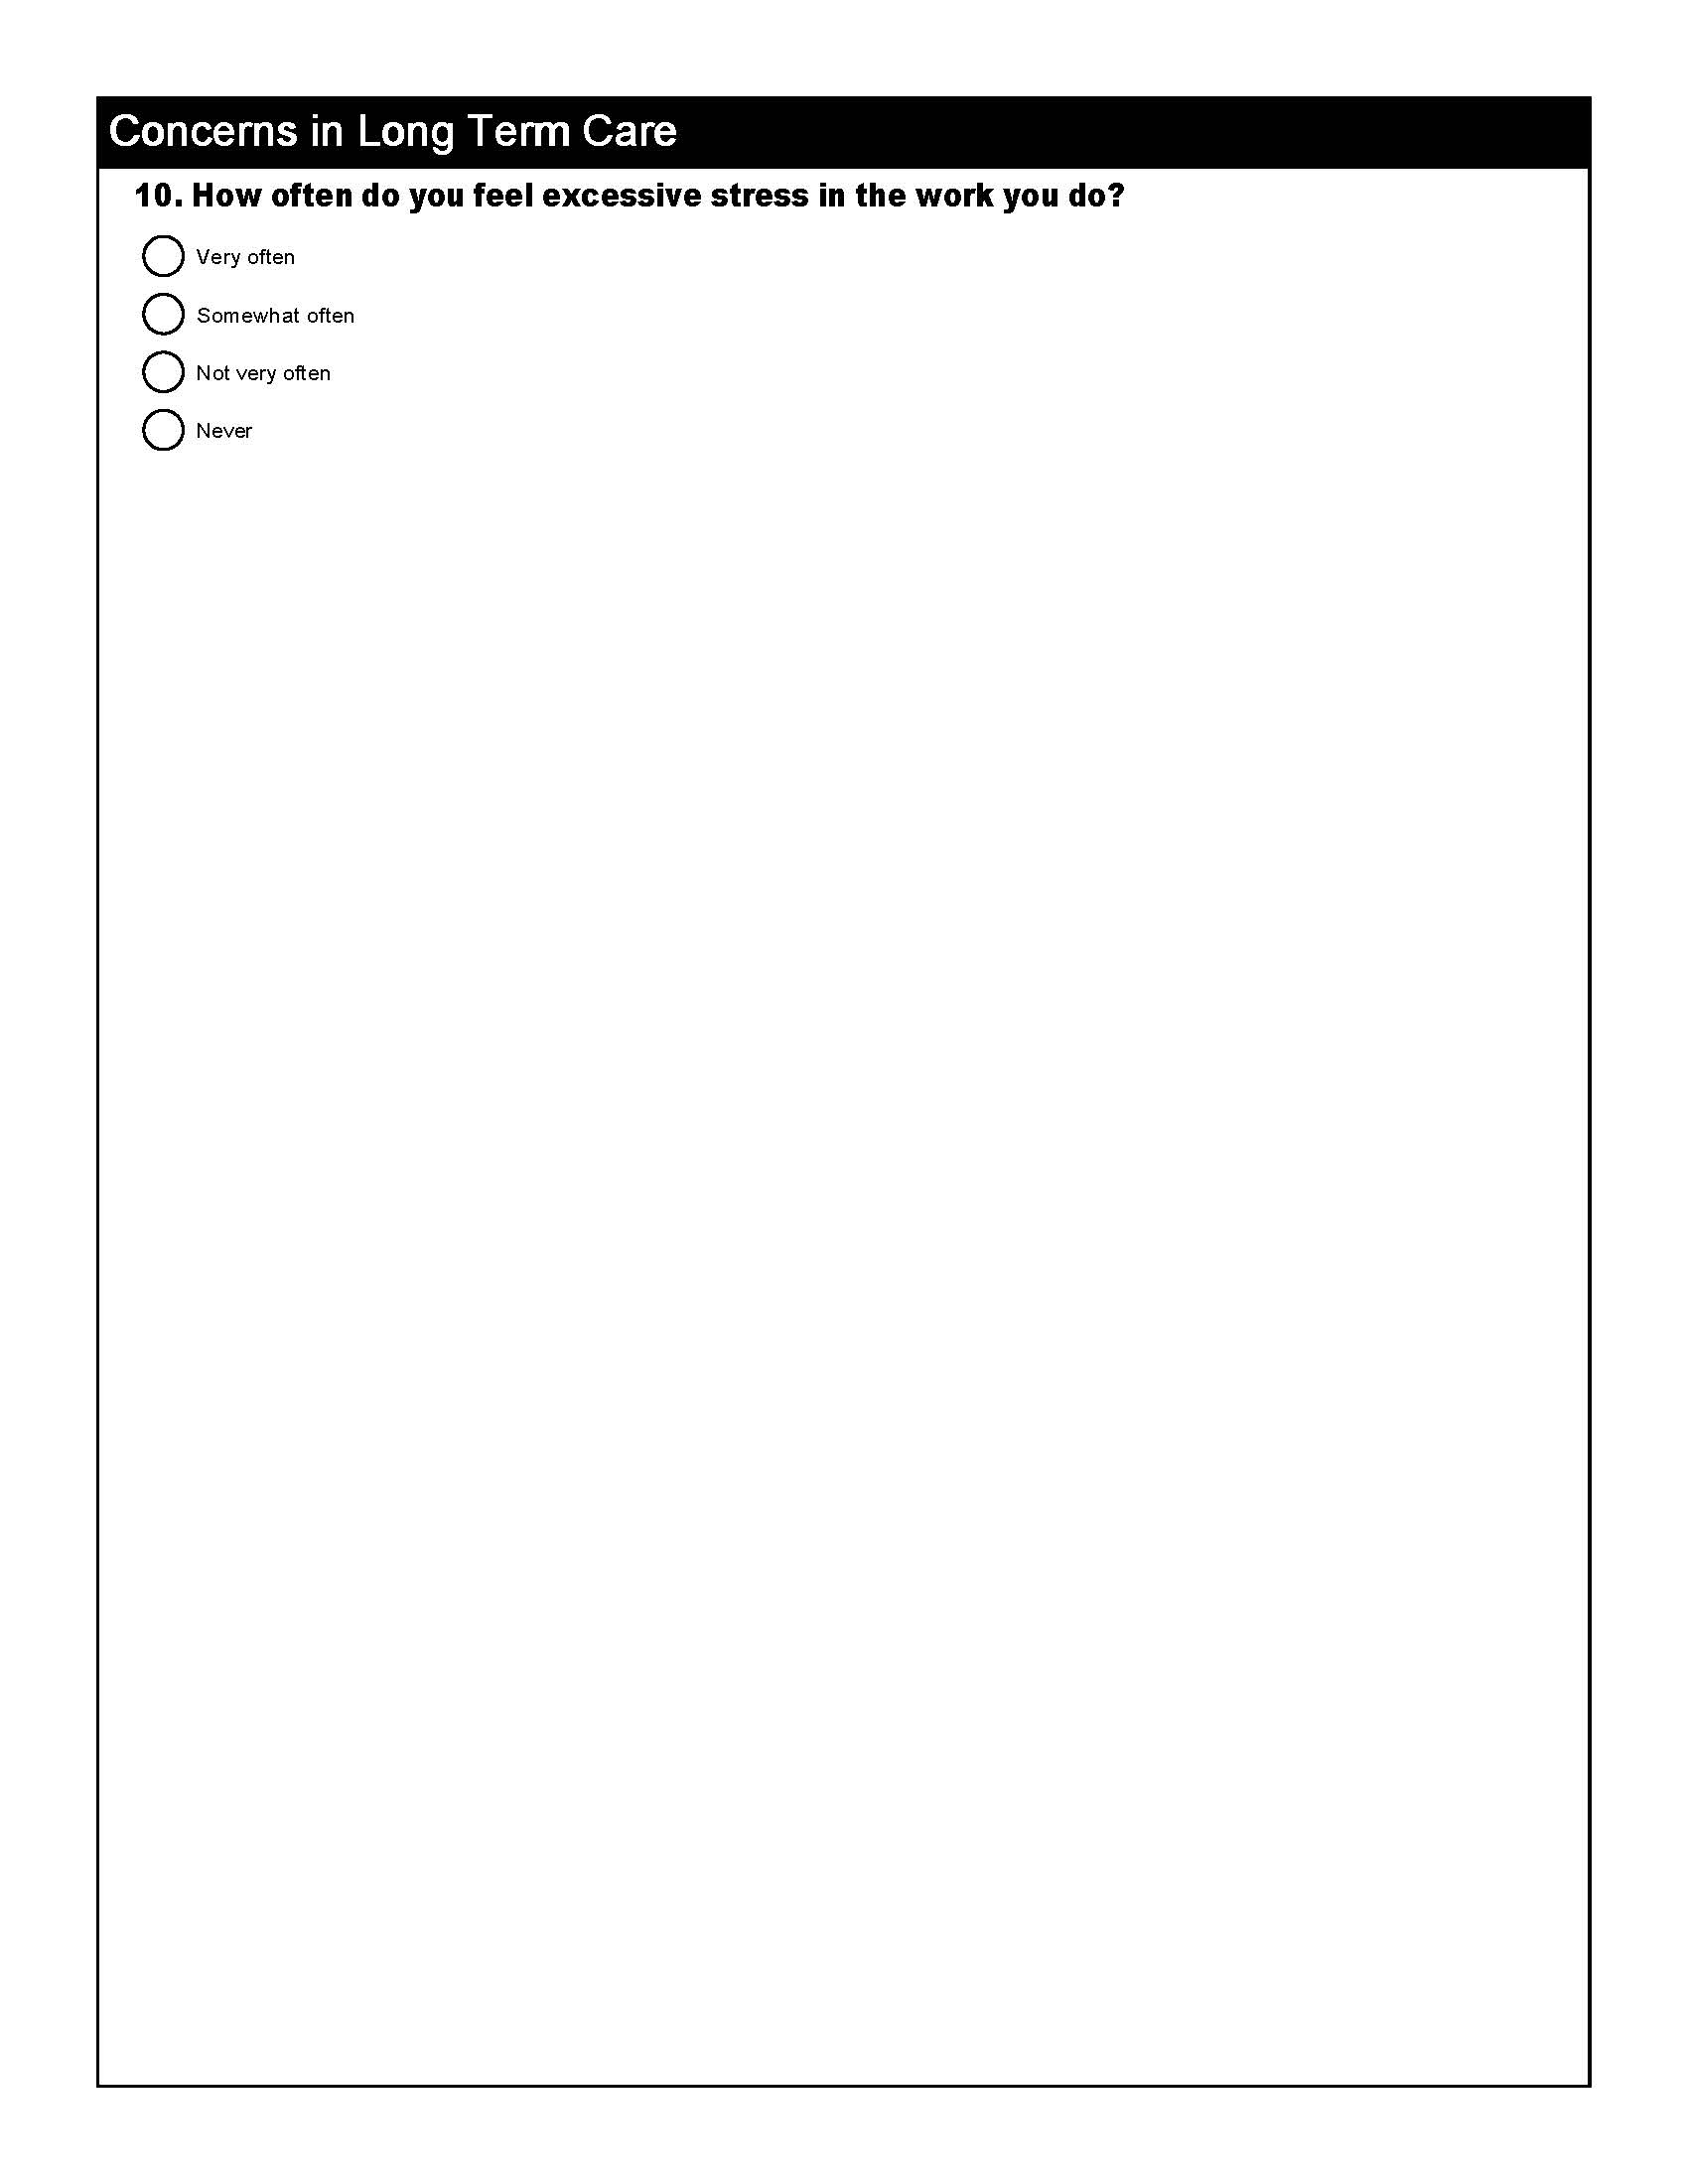 Concerns in Long Term Care
10. How often do you feel excessive stress in the work you do?
Very often
Somewhat often
Not very often
Never